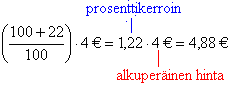 prosenttikerroin
(100 + 22 / 100) · 4 € = 1,22 · 4 € = 4,88 €
alkuperäinen hinta